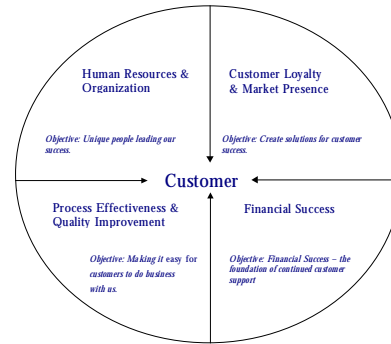 Human Resources &
Organization
Objective: Unique people leading our
success.
Customer Loyalty
& Market Presence
Objective: Create solutions for customer
success.
Customer
Process Effectiveness &
Quality Improvement
Objective: Making it easy for
customers to do business
with us.
Financial Success
Objective: Financial Success – the
foundation of continued customer
support